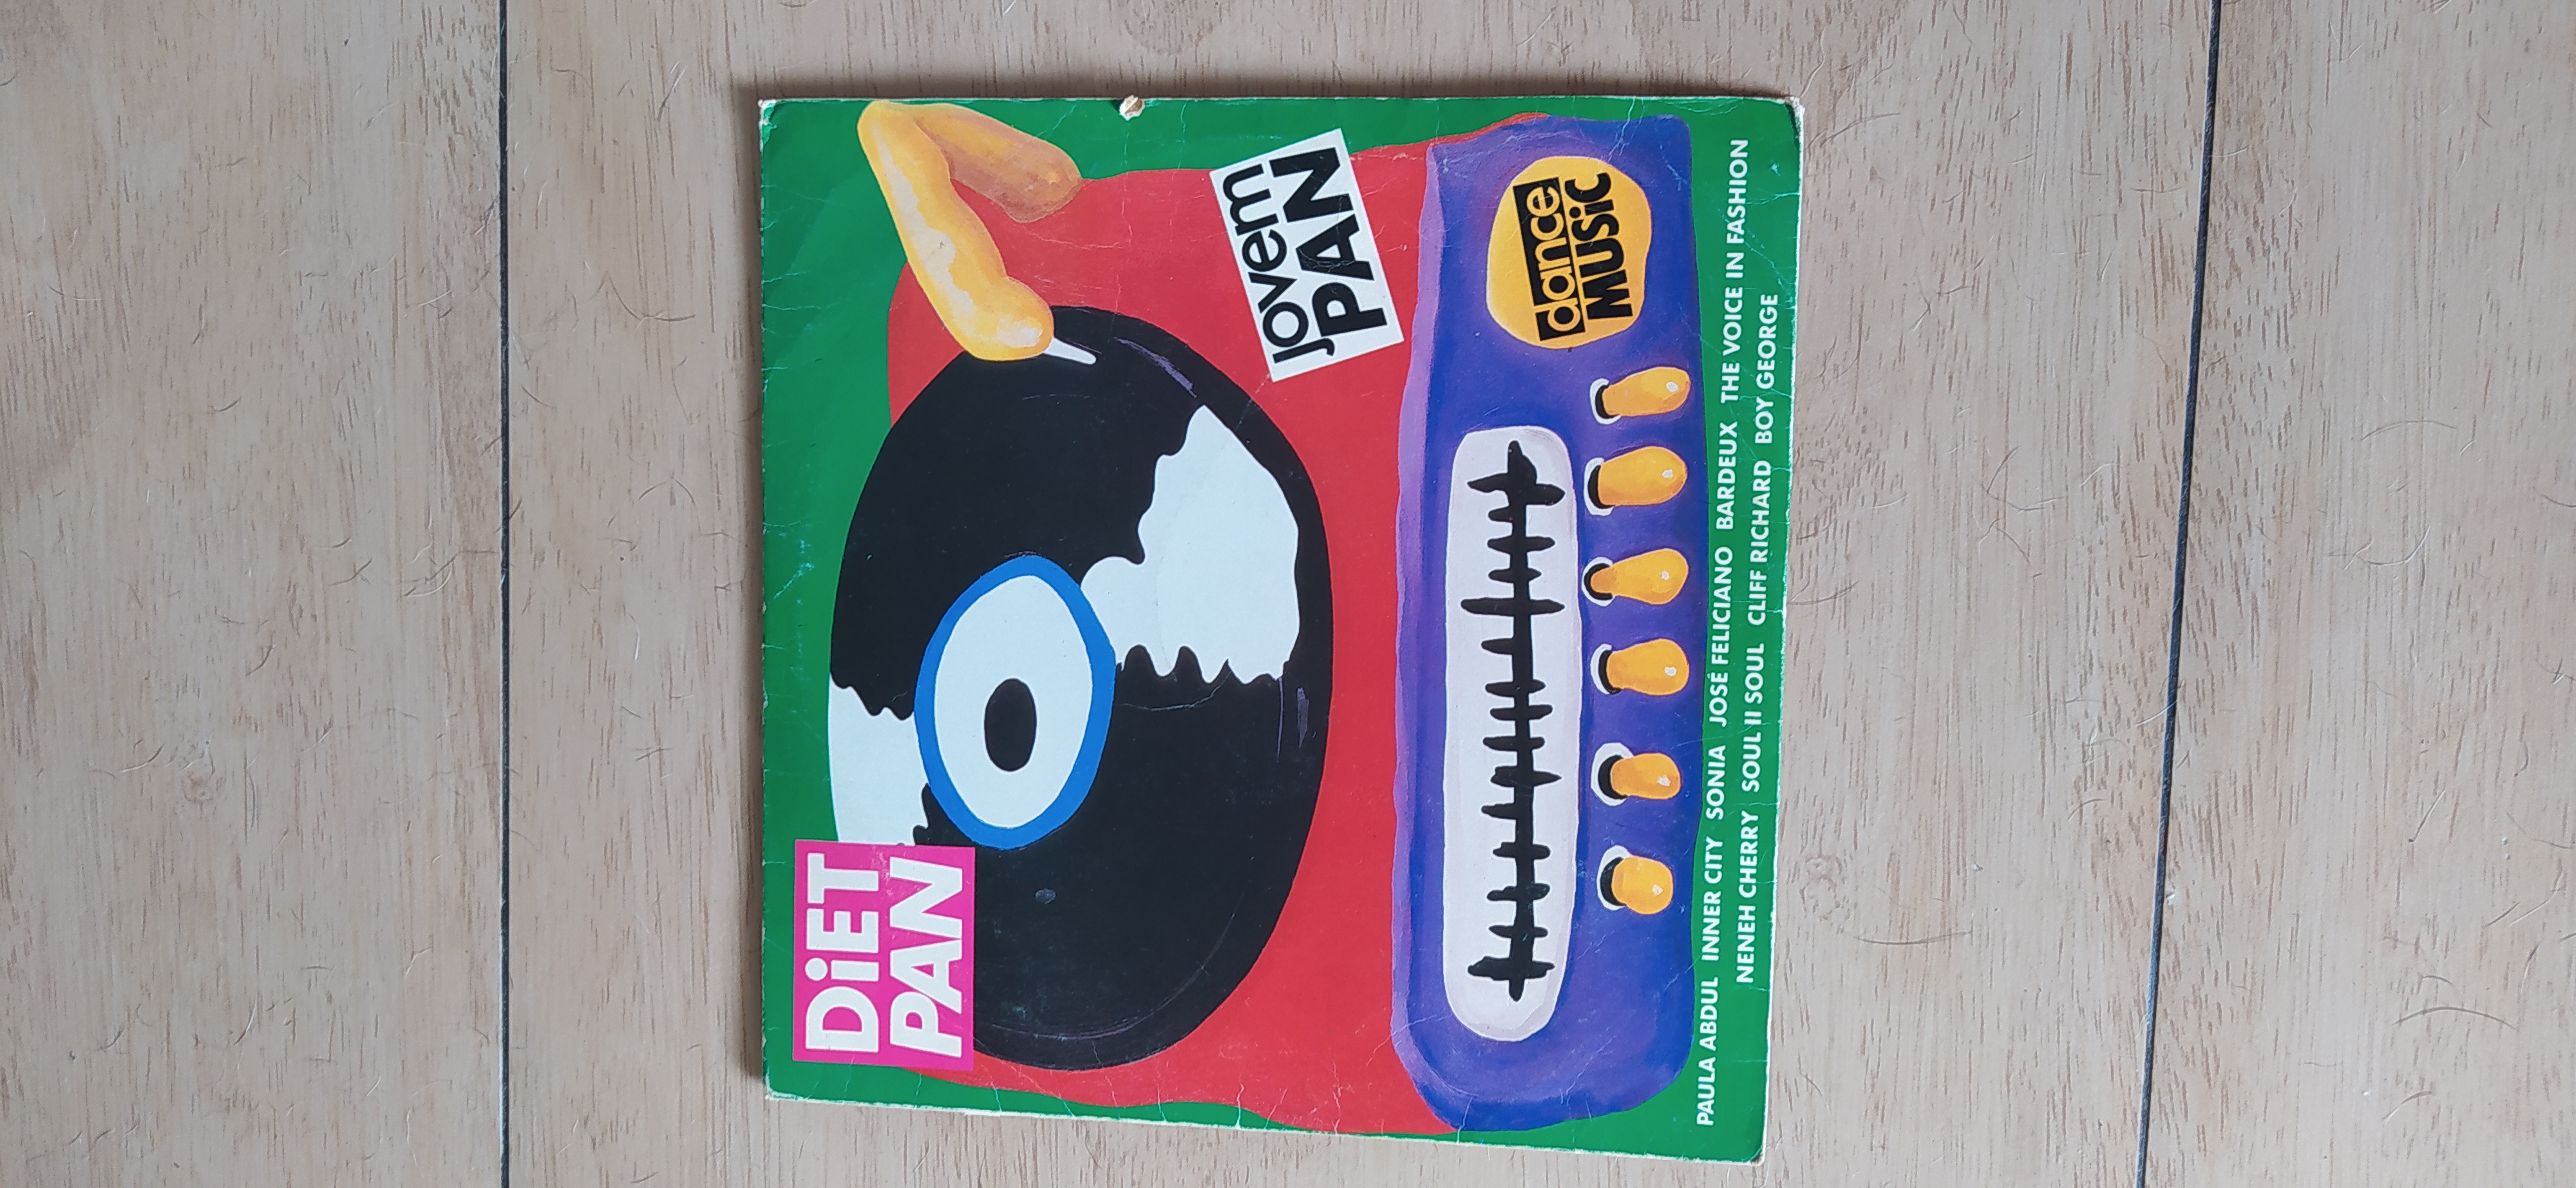 DiET
PAN
jovem
PAN
dance
MUSiC
PAULA ABDUL INNER CITY SONIA JOSÉ FELICIANO BARDEUX THE VOICE IN FASHION
NENEH CHERRY SOUL II SOUL CLIFF RICHARD BOY GEORGE